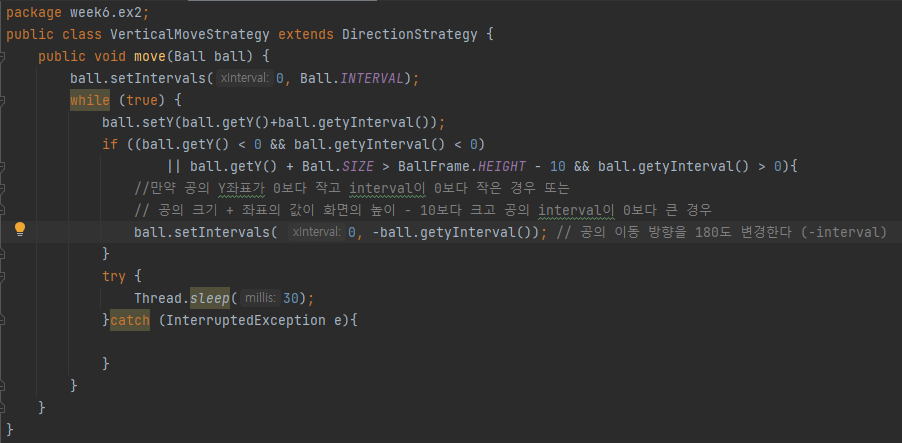 package week6.ex2;
public class VerticalMoveStrategy extends DirectionStrategy {
public void move(Ball ball) {
ball.setIntervals( xInterval: 0, Ball.INTERVAL);
while (true) {
ball.setY(ball.getY()+ball.getyInterval());
if ((ball.getY() < 0 && ball.getyInterval() < 0)
|| ball.getY() + Ball.SIZE > BallFrame.HEIGHT - 10 && ball.getyInterval() > 0){
//만약 공의 Y좌표가 0보다 작고 interval이 0보다 작은 경우 또는
// 공의 크기 + 좌표의 값이 화면의 높이 - 10보다 크고 공의 interval이 0보다 큰 경우
ball.setIntervals( xInterval: 0, -ball.getyInterval()); // 공의 이동 방향을 180도 변경한다 (-interval)
}
try {
Thread.sleep( millis: 30);
}catch (InterruptedException e){
}
}
}
}